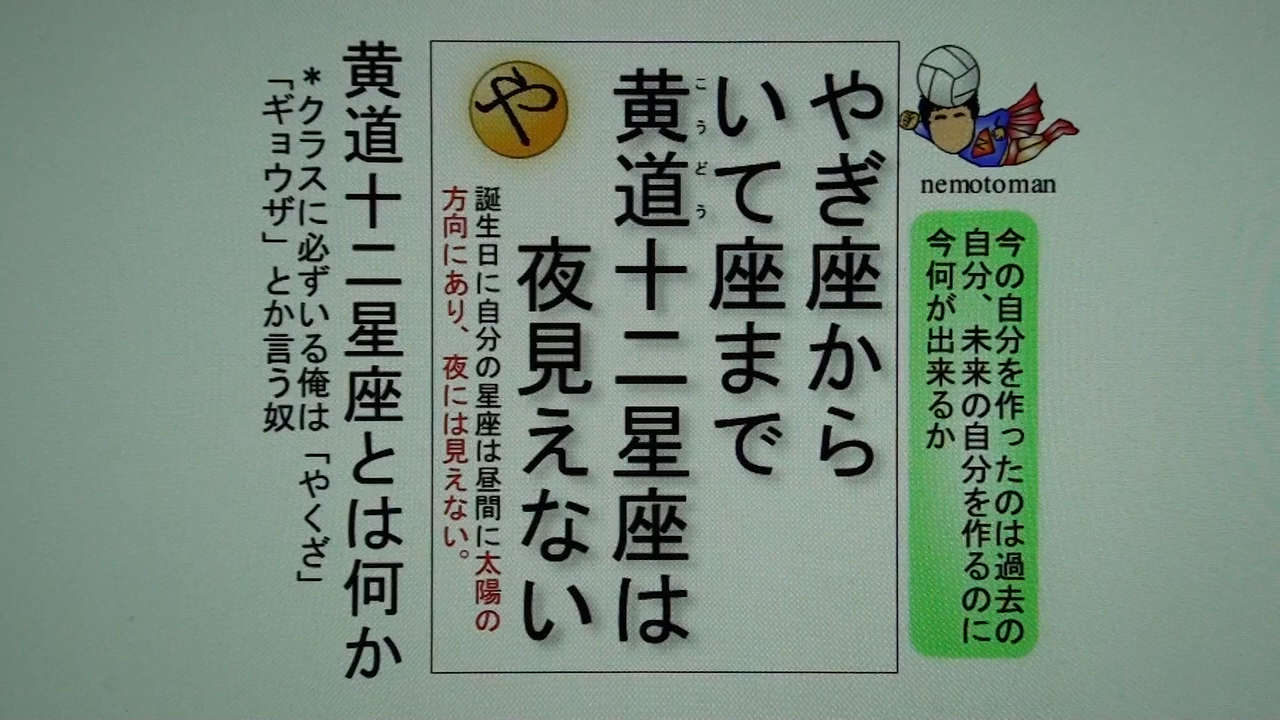 nemotoman
今の自分を作ったのは過去の
自分、未来の自分を作るのに
今何が出来るか
やぎ座から
いて座まで
黄道十二星座は
こうどう
夜見えない
や
誕生日に自分の星座は昼間に太陽の
方向にあり、夜には見えない。
黄道十二星座とは何か
*クラスに必ずいる俺は「やくざ」
「ギョウザ」とか言う奴